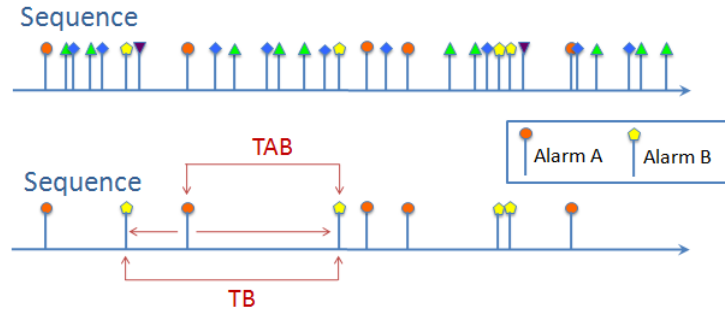 Sequence
TAB
Sequence
Alarm A
Alarm B
TB